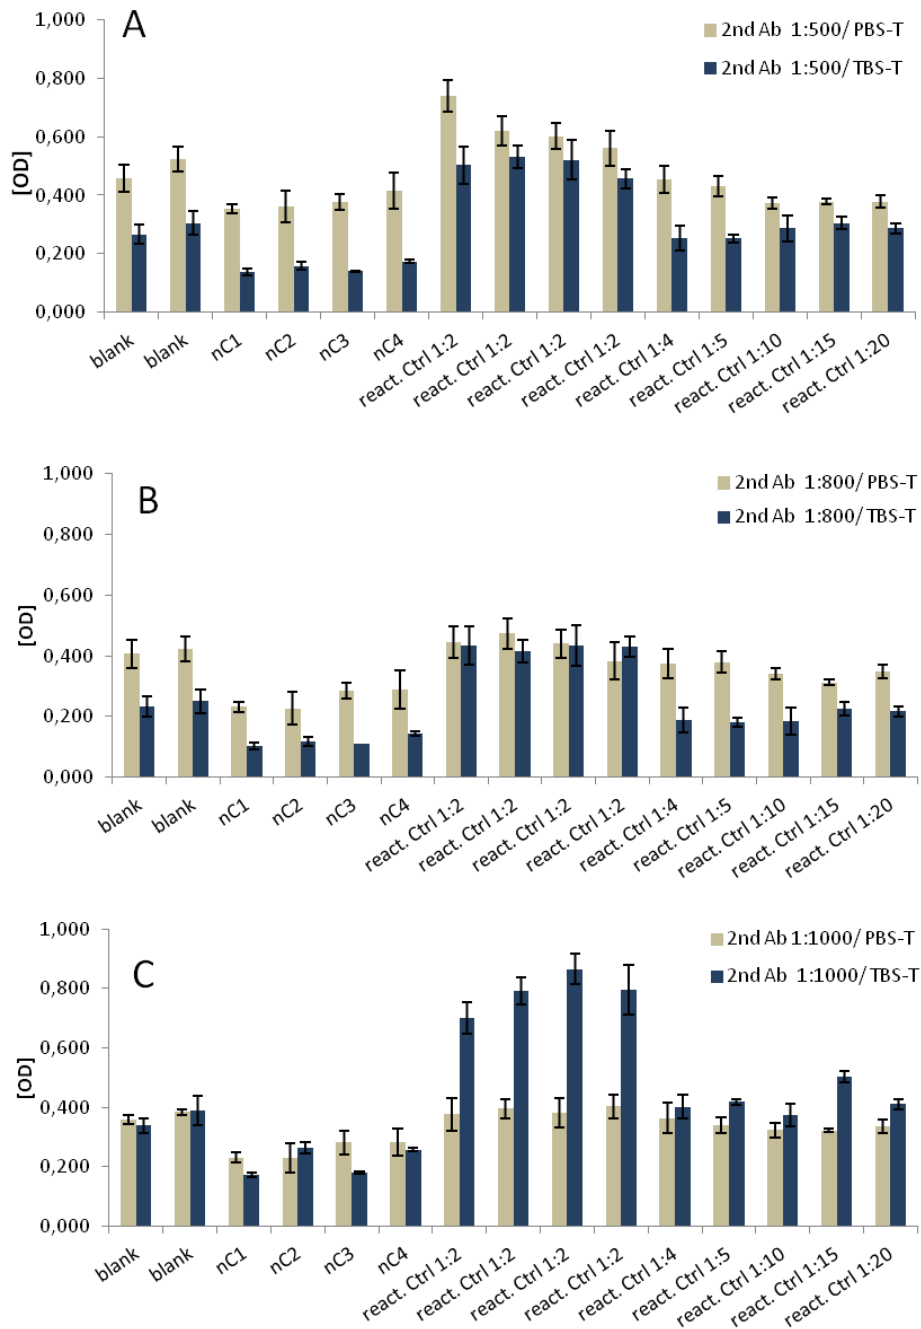 A
2nd Ab 1:500/ PBS-T
2nd Ab 1:500/ TBS-T
[OD]
1,000
0,800
0,600
0,400
0,200
0,000
blank
blank
nC1
nC2
nC3
nC4
react. Ctrl 1:2
react. Ctrl 1:2
react. Ctrl 1:2
react. Ctrl 1:2
react. Ctrl 1:4
react. Ctrl 1:5
react. Ctrl 1:10
react. Ctrl 1:15
react. Ctrl 1:20
B
2nd Ab 1:800/ PBS-T
2nd Ab 1:800/ TBS-T
[OD]
1,000
0,800
0,600
0,400
0,200
0,000
blank
blank
nC1
nC2
nC3
nC4
react. Ctrl 1:2
react. Ctrl 1:2
react. Ctrl 1:2
react. Ctrl 1:2
react. Ctrl 1:4
react. Ctrl 1:5
react. Ctrl 1:10
react. Ctrl 1:15
react. Ctrl 1:20
C
2nd Ab 1:1000/ PBS-T
2nd Ab 1:1000/ TBS-T
[OD]
1,000
0,800
0,600
0,400
0,200
0,000
blank
blank
nC1
nC2
nC3
nC4
react. Ctrl 1:2
react. Ctrl 1:2
react. Ctrl 1:2
react. Ctrl 1:2
react. Ctrl 1:4
react. Ctrl 1:5
react. Ctrl 1:10
react. Ctrl 1:15
react. Ctrl 1:20